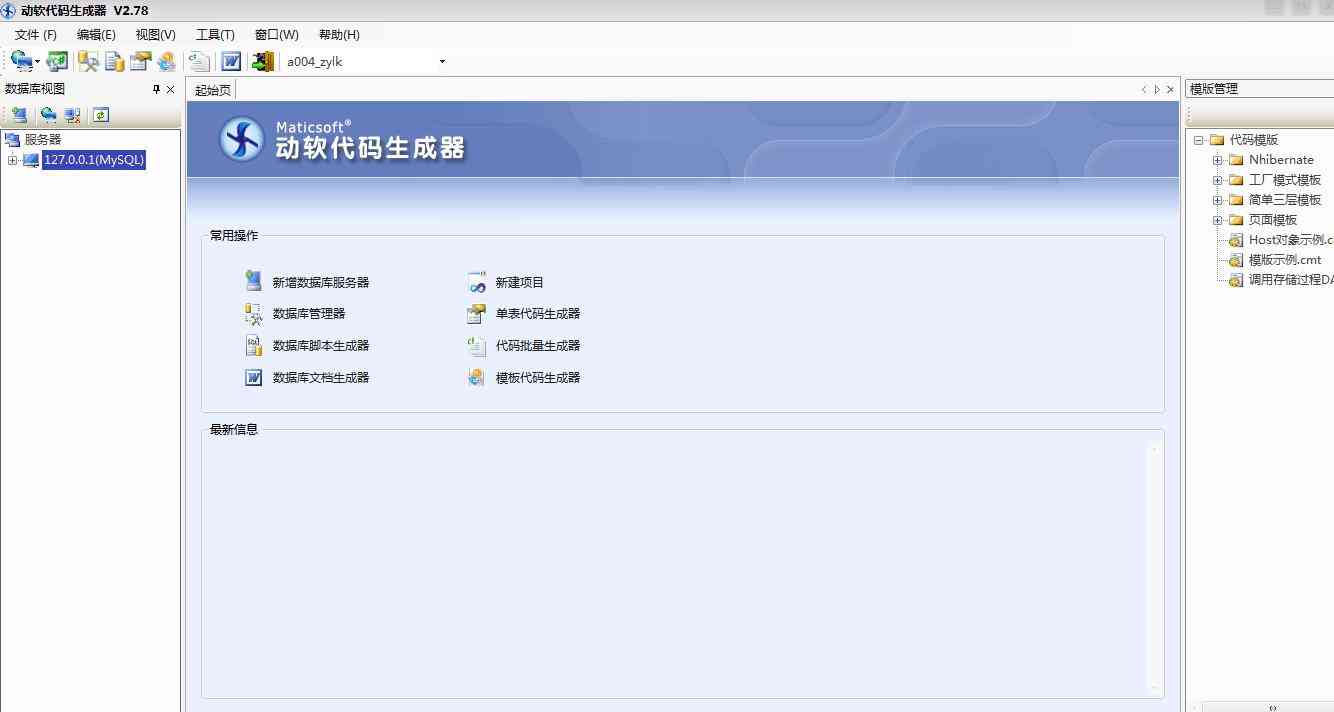 动软代码生成器 V2.78
文件 (F) 编辑(E) 视图(V) 工具(T) 窗口(W) 帮助(H)
a004_zylk
数据库视图
服务器
127.0.0.1(MySQL)
起始页
Maticsoft®
动软代码生成器
常用操作
新增数据库服务器 新建项目
数据库管理器 单表代码生成器
数据库脚本生成器 代码批量生成器
数据库文档生成器 模板代码生成器
最新信息
模版管理
代码模版
Nhibernate
工厂模式模板
简单三层模板
页面模板
Host对象示例.c
模版示例.cmt
调用存储过程DA